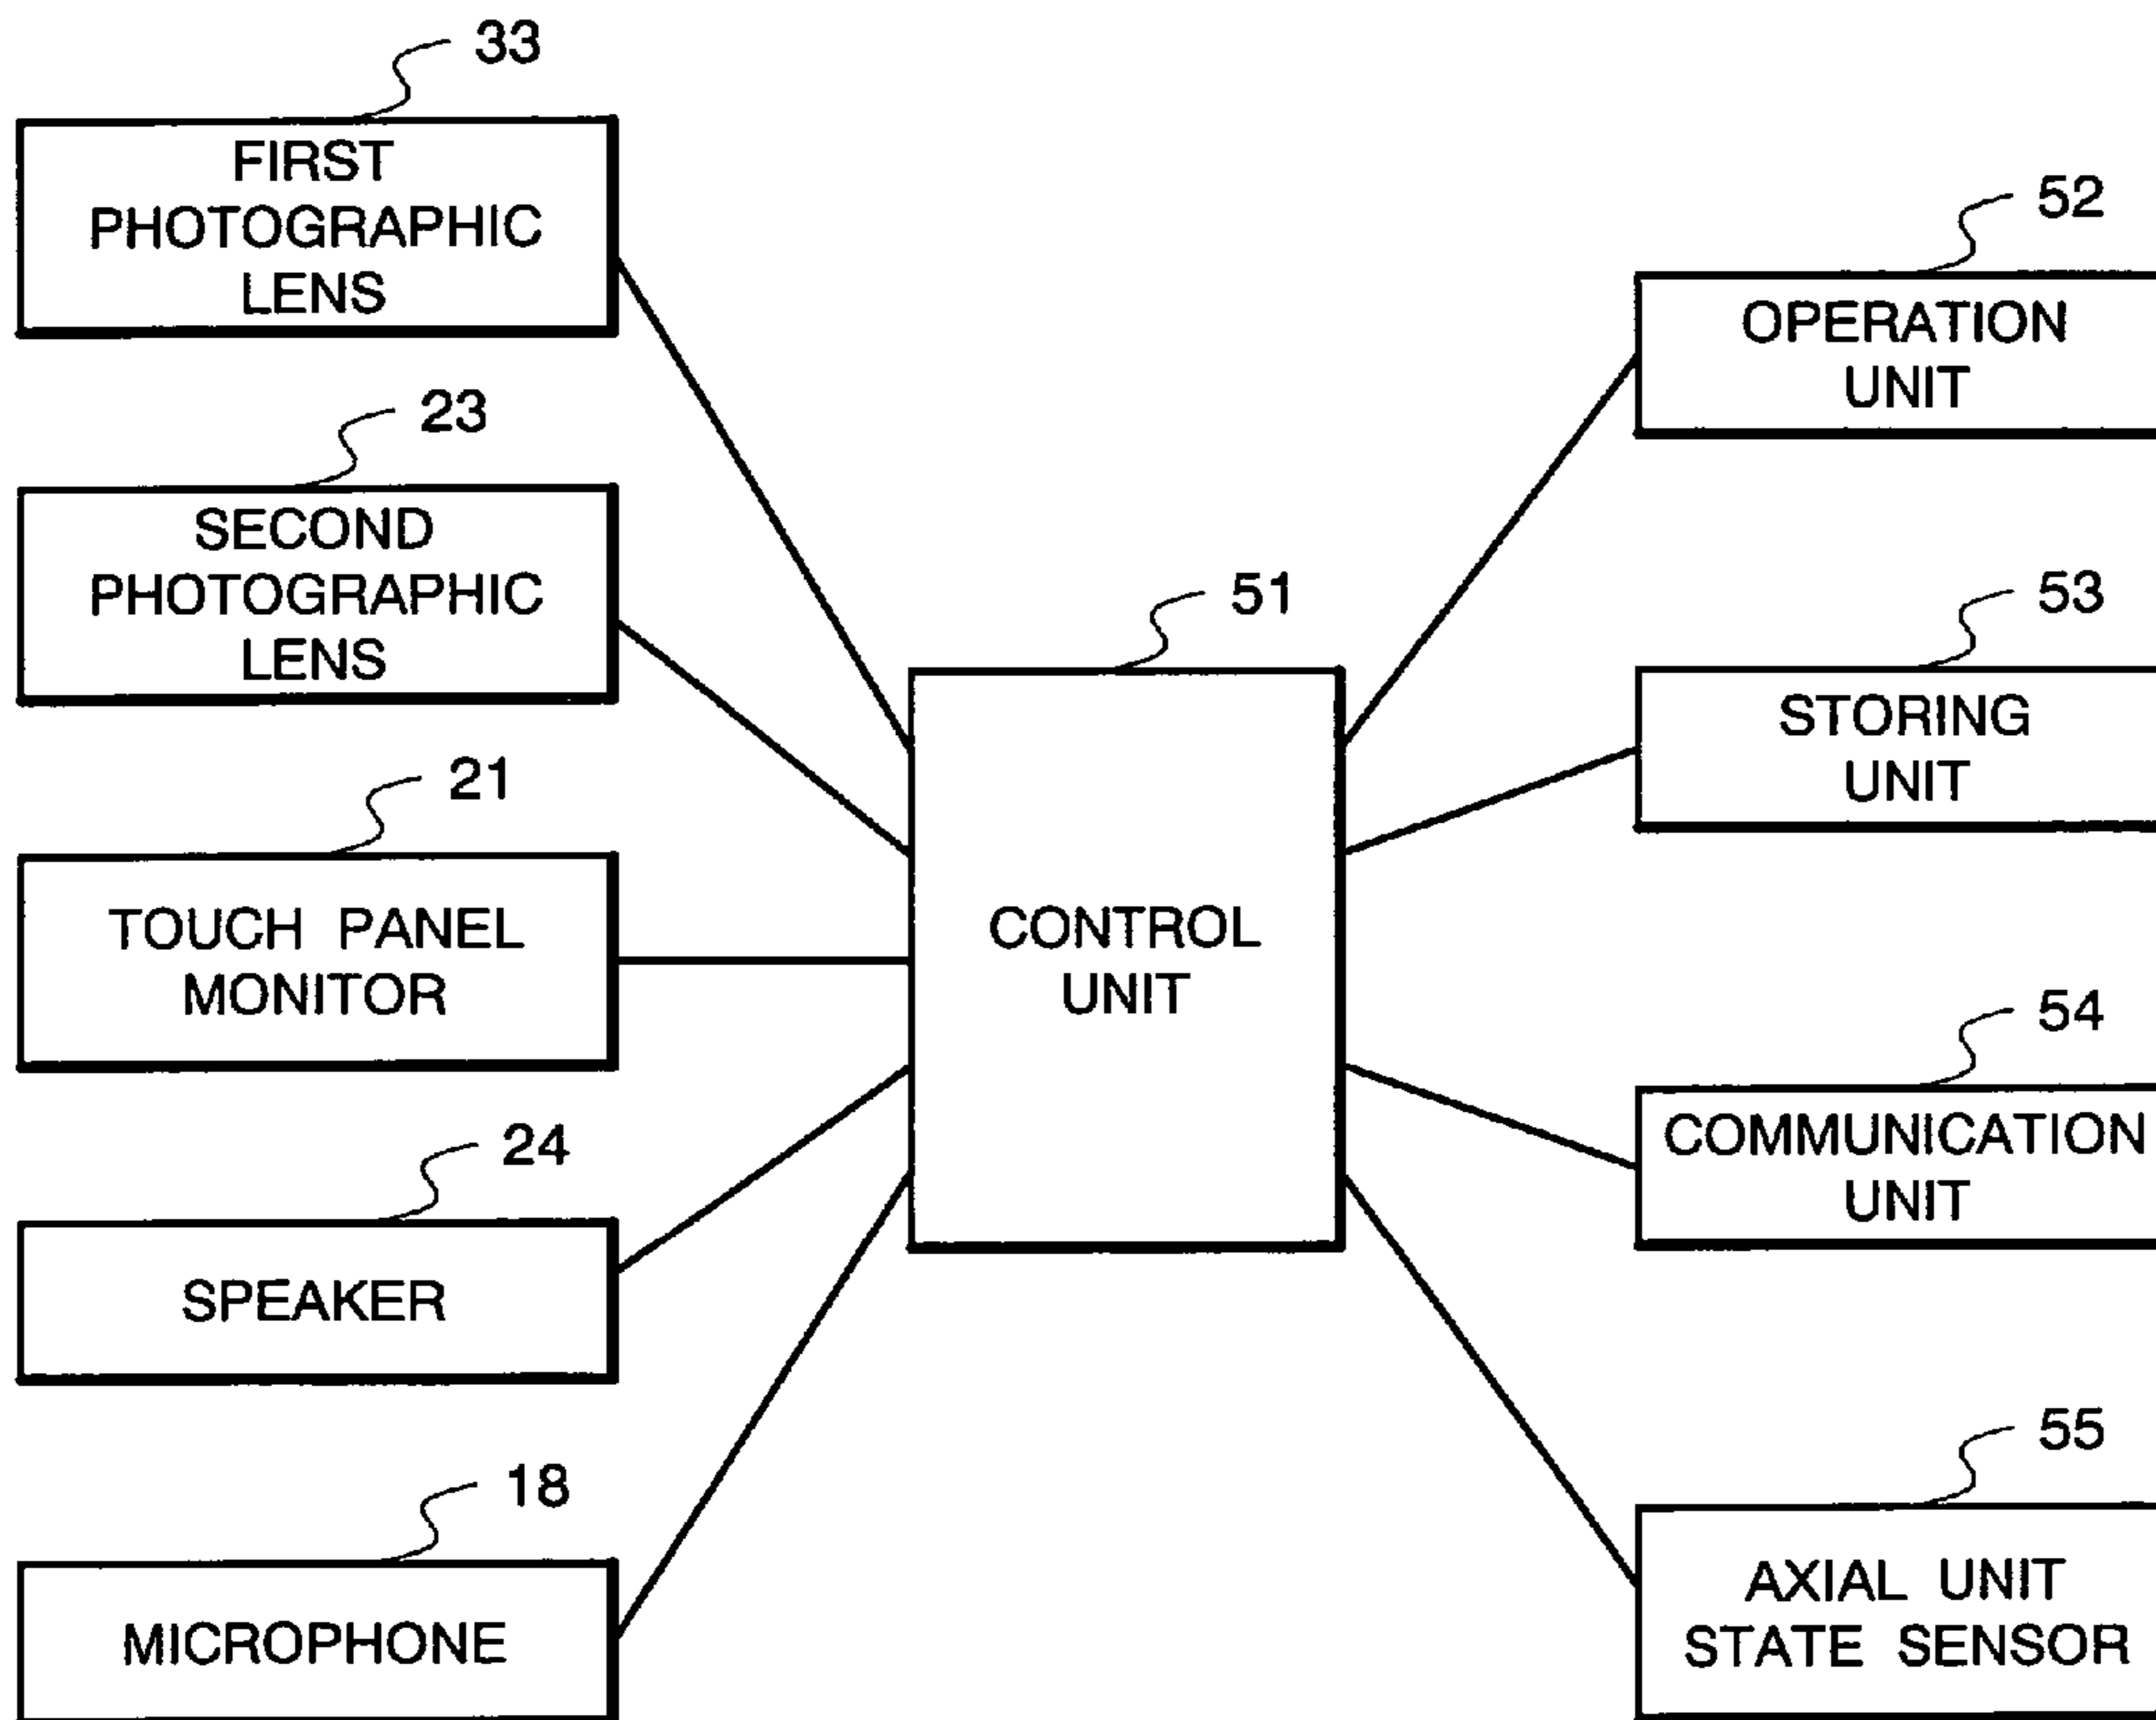 33
FIRST
PHOTOGRAPHIC
LENS
23
SECOND
PHOTOGRAPHIC
LENS
21
TOUCH PANEL
MONITOR
24
SPEAKER
18
MICROPHONE
51
CONTROL
UNIT
52
OPERATION
UNIT
53
STORING
UNIT
54
COMMUNICATION
UNIT
55
AXIAL UNIT
STATE SENSOR